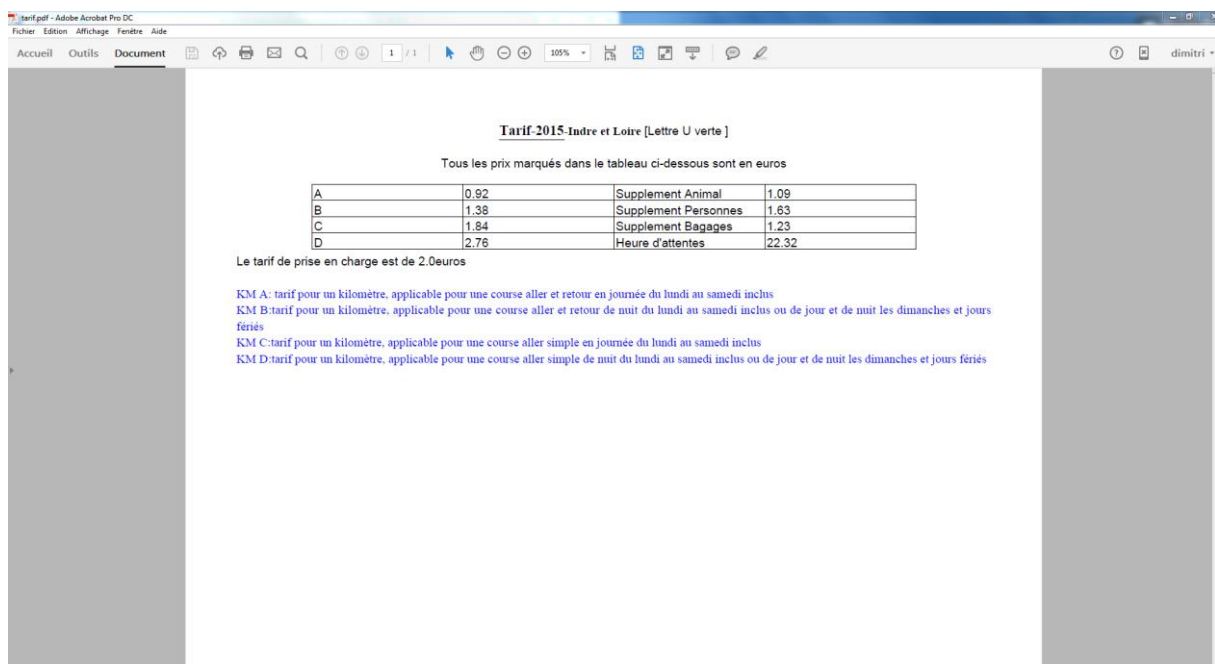 tarif.pdf - Adobe Acrobat Pro DC
Fichier Edition Affichage Fenêtre Aide
Accueil Outils Document 1 / 1 105% dimitri
Tarif-2015-Indre et Loire [Lettre U verte ]
Tous les prix marqués dans le tableau ci-dessous sont en euros
A 0.92 Supplement Animal 1.09
B 1.38 Supplement Personnes 1.63
C 1.84 Supplement Bagages 1.23
D 2.76 Heure d'attentes 22.32
Le tarif de prise en charge est de 2.0euros
KM A: tarif pour un kilomètre, applicable pour une course aller et retour en journée du lundi au samedi inclus
KM B:tarif pour un kilomètre, applicable pour une course aller et retour de nuit du lundi au samedi inclus ou de jour et de nuit les dimanches et jours
fériés
KM C:tarif pour un kilomètre, applicable pour une course aller simple en journée du lundi au samedi inclus
KM D:tarif pour un kilomètre, applicable pour une course aller simple de nuit du lundi au samedi inclus ou de jour et de nuit les dimanches et jours fériés